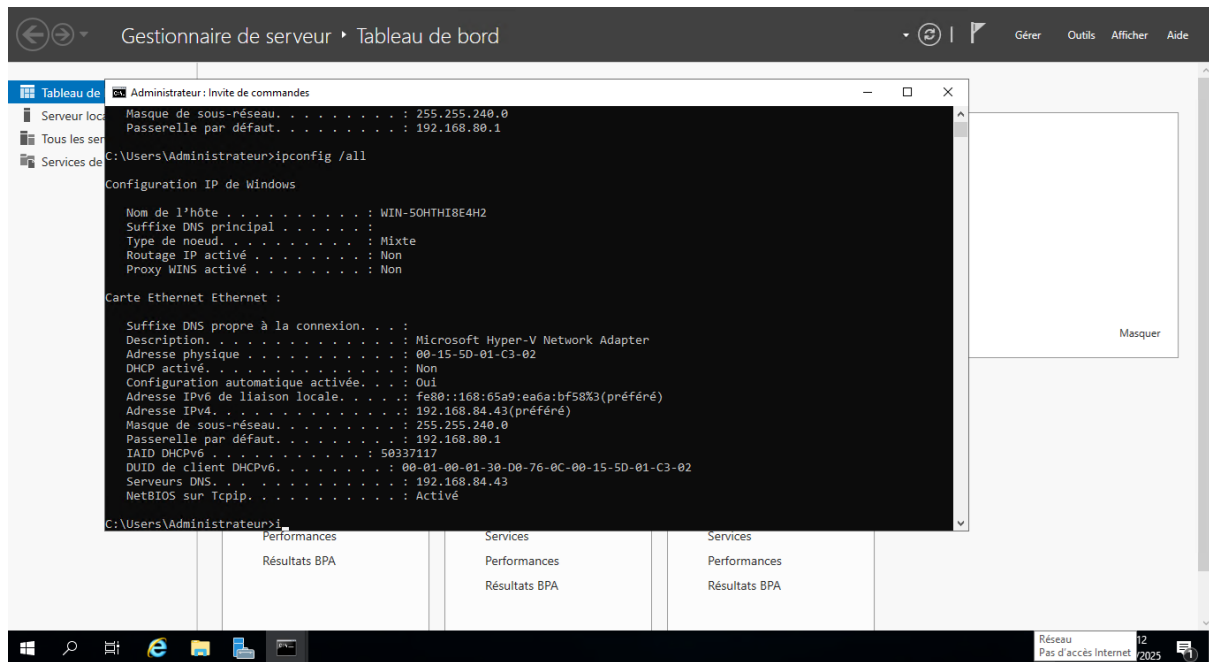 Gestionnaire de serveur ‣ Tableau de bord
Gérer Outils Afficher Aide
Tableau de
Serveur loca
Tous les ser
Services de
Administrateur : Invite de commandes
Masque de sous-réseau. . . . . . . . . : 255.255.240.0
Passerelle par défaut. . . . . . . . . : 192.168.80.1
C:\Users\Administrateur>ipconfig /all
Configuration IP de Windows
Nom de l'hôte . . . . . . . . . . : WIN-5OHTHI8E4H2
Suffixe DNS principal . . . . . . :
Type de noeud. . . . . . . . . . : Mixte
Routage IP activé . . . . . . . . : Non
Proxy WINS activé . . . . . . . . : Non
Carte Ethernet Ethernet :
Suffixe DNS propre à la connexion. . . :
Description. . . . . . . . . . . . . . : Microsoft Hyper-V Network Adapter
Adresse physique . . . . . . . . . . . : 00-15-5D-01-C3-02
DHCP activé. . . . . . . . . . . . . . : Non
Configuration automatique activée. . . : Oui
Adresse IPv6 de liaison locale. . . . .: fe80::168:65a9:ea6a:bf58%3(préféré)
Adresse IPv4. . . . . . . . . . . . . .: 192.168.84.43(préféré)
Masque de sous-réseau. . . . . . . . . : 255.255.240.0
Passerelle par défaut. . . . . . . . . : 192.168.80.1
IAID DHCPv6 . . . . . . . . . . . : 50337117
DUID de client DHCPv6. . . . . . . . : 00-01-00-01-30-D0-76-0C-00-15-5D-01-C3-02
Serveurs DNS. . . . . . . . . . . . . : 192.168.84.43
NetBIOS sur Tcpip. . . . . . . . . . . : Activé
C:\Users\Administrateur>i_
Masquer
Performances
Résultats BPA
Services
Performances
Résultats BPA
Services
Performances
Résultats BPA
Réseau
Pas d'accès Internet
12
/2025
1